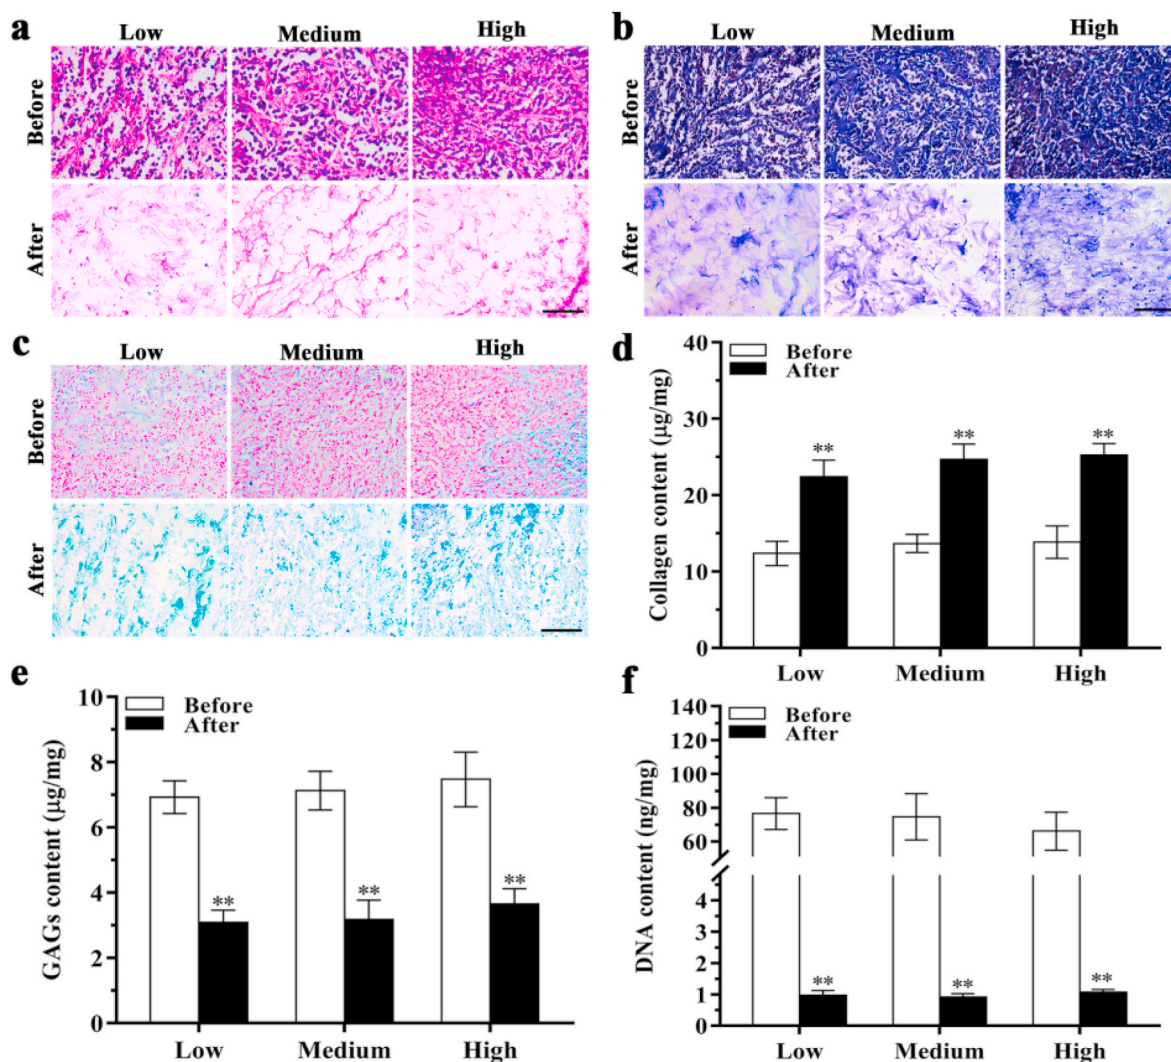 a
Low Medium High
Before
After
b
Low Medium High
Before
After
c
Low Medium High
Before
After
d
Collagen content (µg/mg)
40
30
20
10
0
Before
After
** ** **
Low Medium High
e
GAGs content (µg/mg)
10
8
6
4
2
0
Before
After
** ** **
Low Medium High
f
DNA content (ng/mg)
140
120
100
80
60
5
4
3
2
1
0
Before
After
** ** **
Low Medium High